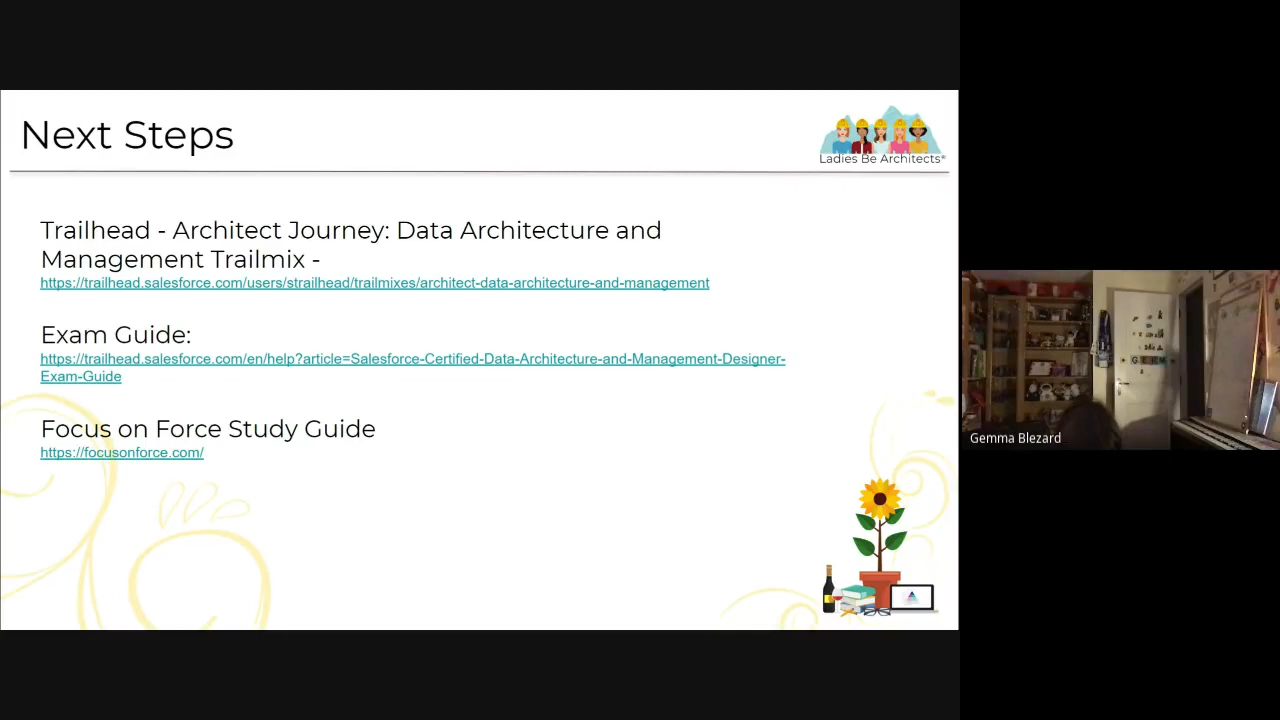 Next Steps
Ladies Be Architects®
Trailhead - Architect Journey: Data Architecture and
Management Trailmix -
https://trailhead.salesforce.com/users/strailhead/trailmixes/architect-data-architecture-and-management
Exam Guide:
https://trailhead.salesforce.com/en/help?article=Salesforce-Certified-Data-Architecture-and-Management-Designer-
Exam-Guide
Focus on Force Study Guide
https://focusonforce.com/
Gemma Blezard